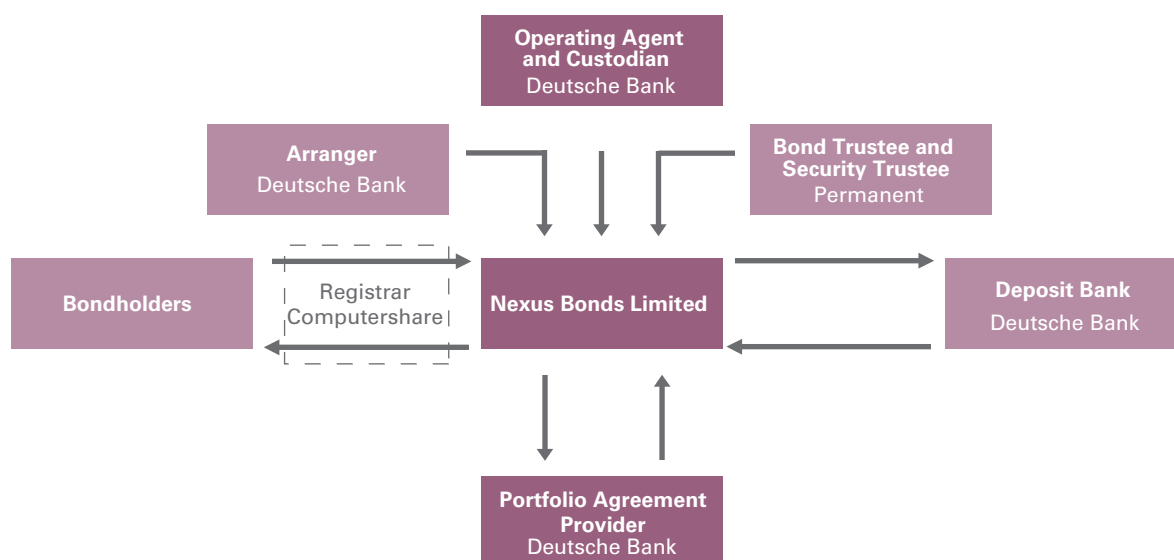 Operating Agent
and Custodian
Deutsche Bank
Arranger
Deutsche Bank
Bond Trustee and
Security Trustee
Permanent
Bondholders
Registrar
Computershare
Nexus Bonds Limited
Deposit Bank
Deutsche Bank
Portfolio Agreement
Provider
Deutsche Bank